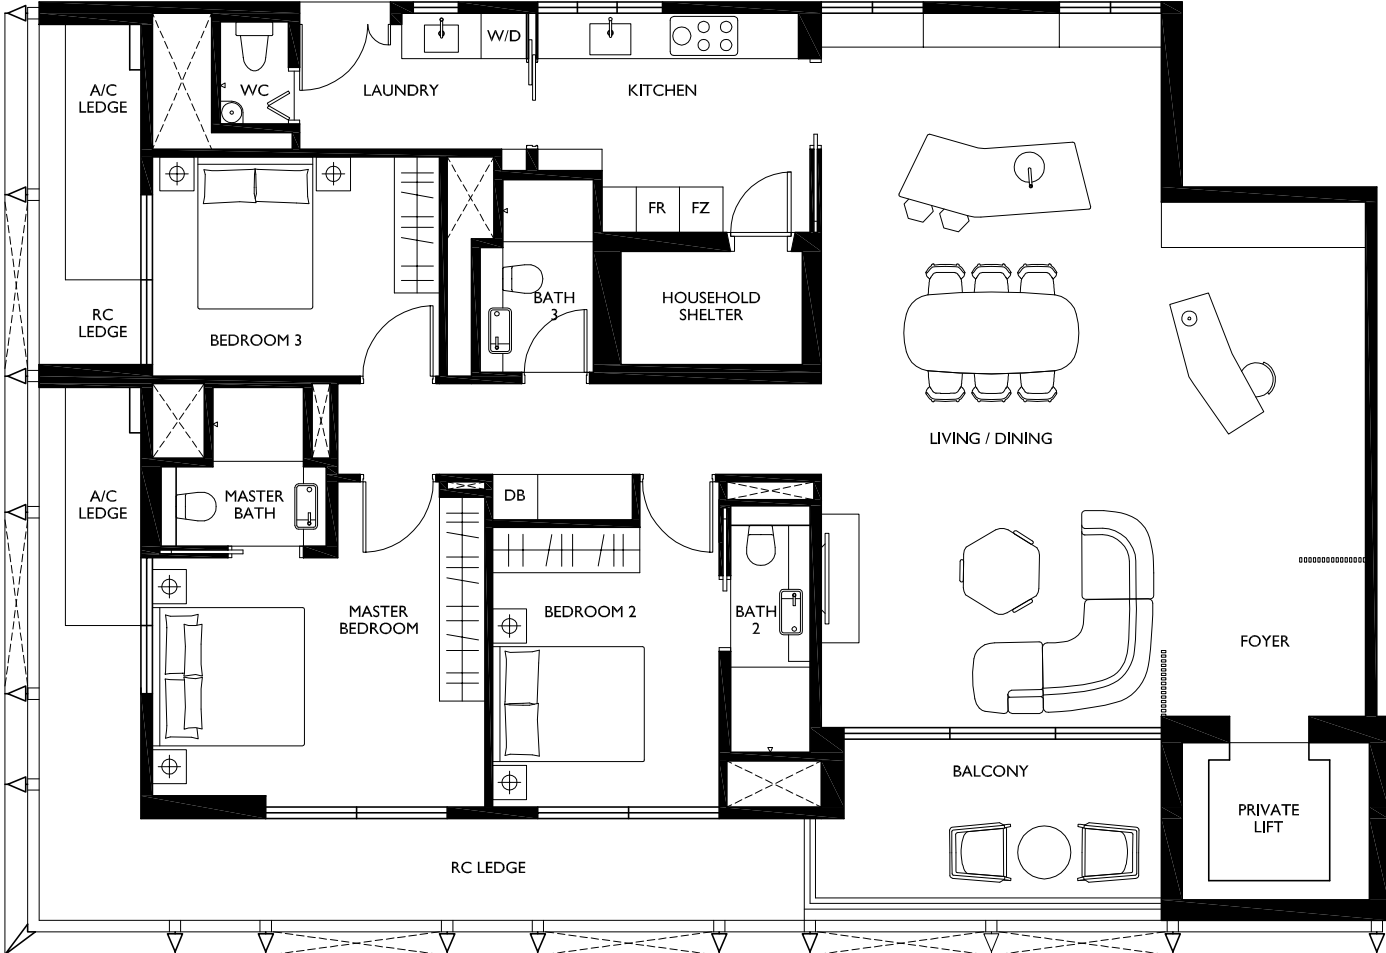 W/D
A/C
LEDGE
WC
LAUNDRY
KITCHEN
FR
FZ
RC
LEDGE
BEDROOM 3
BATH
3
HOUSEHOLD
SHELTER
LIVING / DINING
A/C
LEDGE
MASTER
BATH
DB
MASTER
BEDROOM
BEDROOM 2
BATH
2
FOYER
BALCONY
PRIVATE
LIFT
RC LEDGE